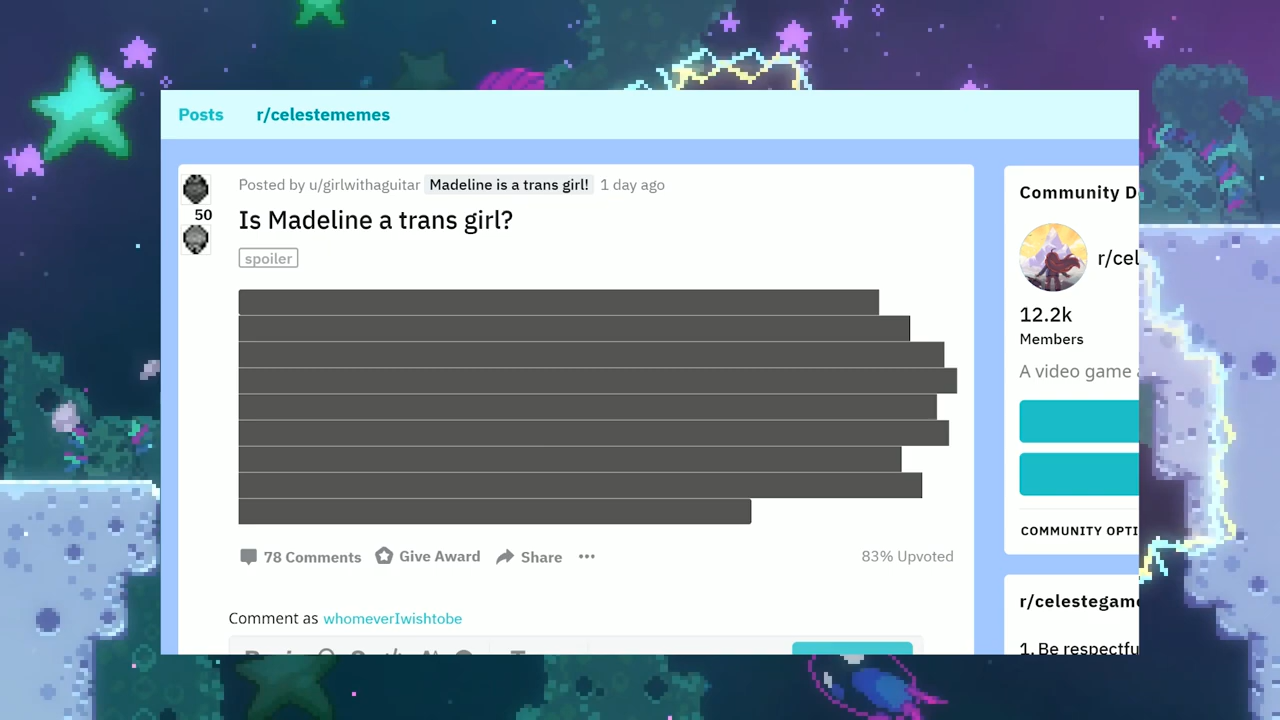 Posts r/celestememes
Posted by u/girlwithaguitar Madeline is a trans girl! 1 day ago
50
Is Madeline a trans girl?
spoiler
78 Comments Give Award Share
83% Upvoted
Comment as whomeverIwishtobe
Community D
r/cel
12.2k
Members
A video game
COMMUNITY OPTI
r/celestegam
1. Be respectfu